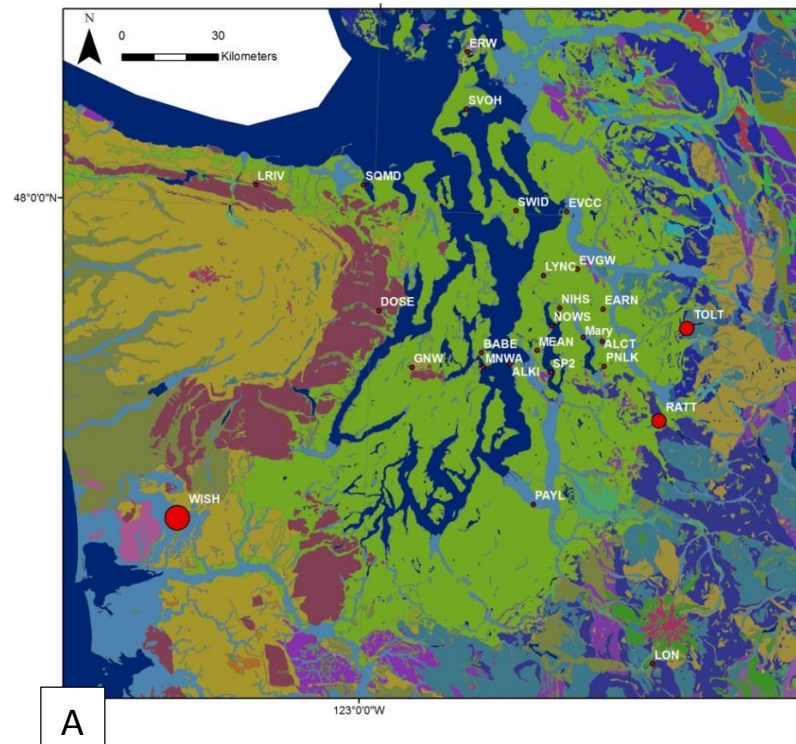 N
0 30
Kilometers
ERW
SVOH
LRIV
SQMD
48°0'0"N
SWID
EVCC
LYNC
EVGW
DOSE
NIHS
EARN
NOWS
TOLT
BABE
MEAN
Mary
GNW
MNWA
ALCT
ALKI
SP2
PNLK
RATT
WISH
PAYL
LON
A
123°0'0"W